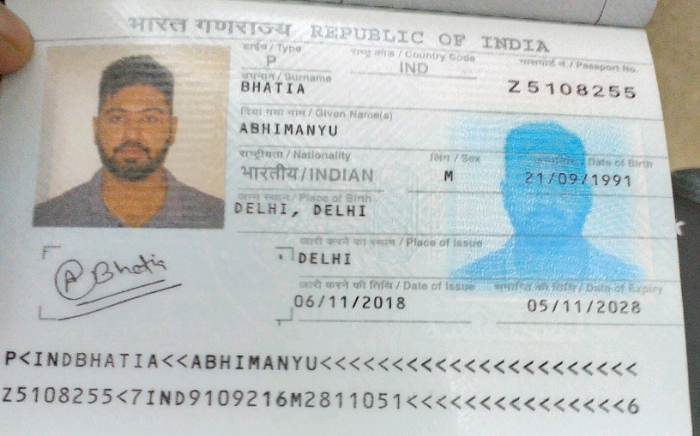 भारत गणराज्य REPUBLIC OF INDIA
टाईप / Type
राष्ट्र कोड / Country Code
पासपोर्ट नं. / Passport No.
P
IND
Z5108255
उपनाम / Surname
BHATIA
दिया गया नाम / Given Name(s)
ABHIMANYU
राष्ट्रीयता / Nationality
लिंग / Sex
जन्मतिथि / Date of Birth
भारतीय / INDIAN
M
21/09/1991
जन्म स्थान / Place of Birth
DELHI, DELHI
जारी करने का स्थान / Place of Issue
DELHI
जारी करने की तिथि / Date of Issue
समाप्ति की तिथि / Date of Expiry
06/11/2018
05/11/2028
A Bhatia
P<INDBHATIA<<ABHIMANYU<<<<<<<<<<<<<<<<<<<<<<
Z5108255<7IND9109216M2811051<<<<<<<<<<<<<<6